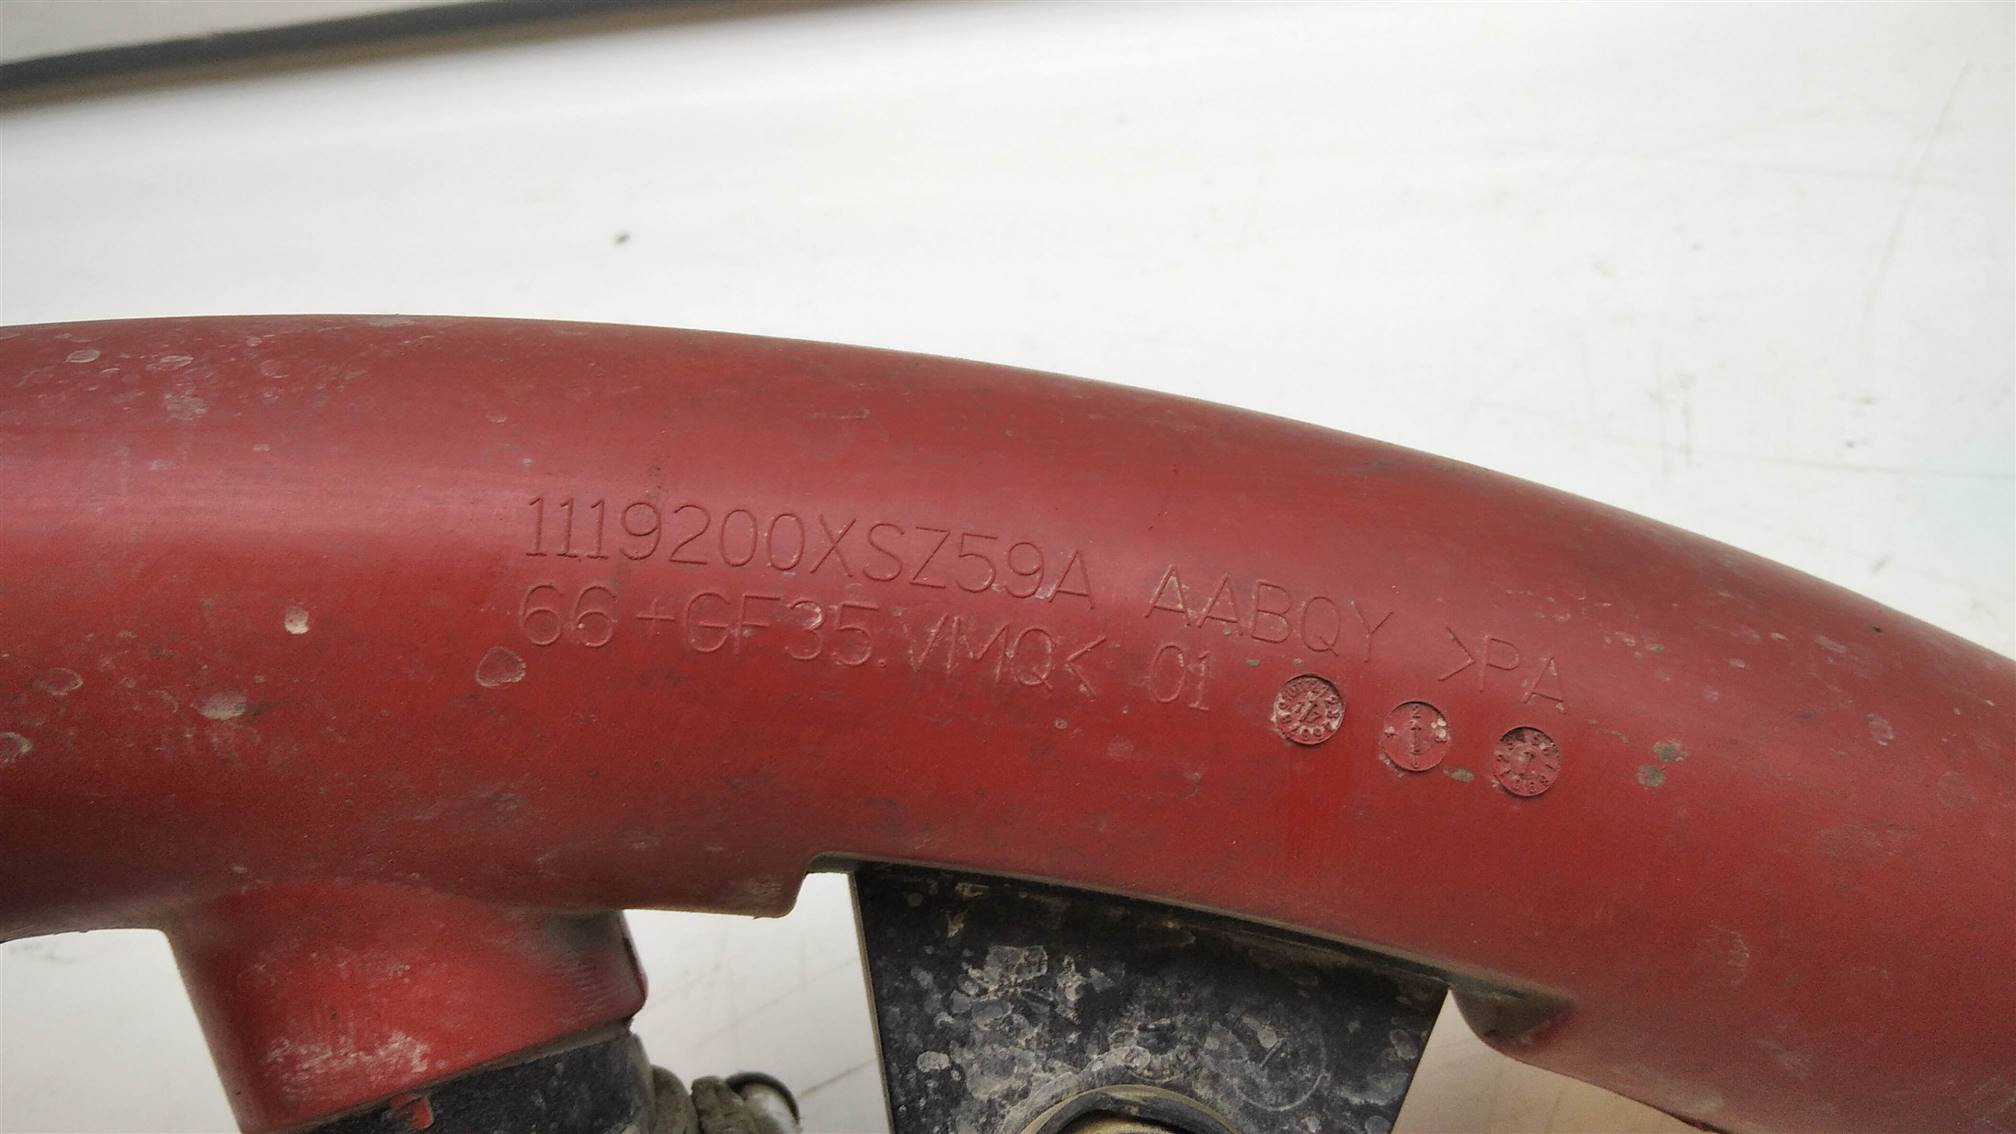 1119200XSZ59A AABQY >PA
66+GF35.VMQ< 01